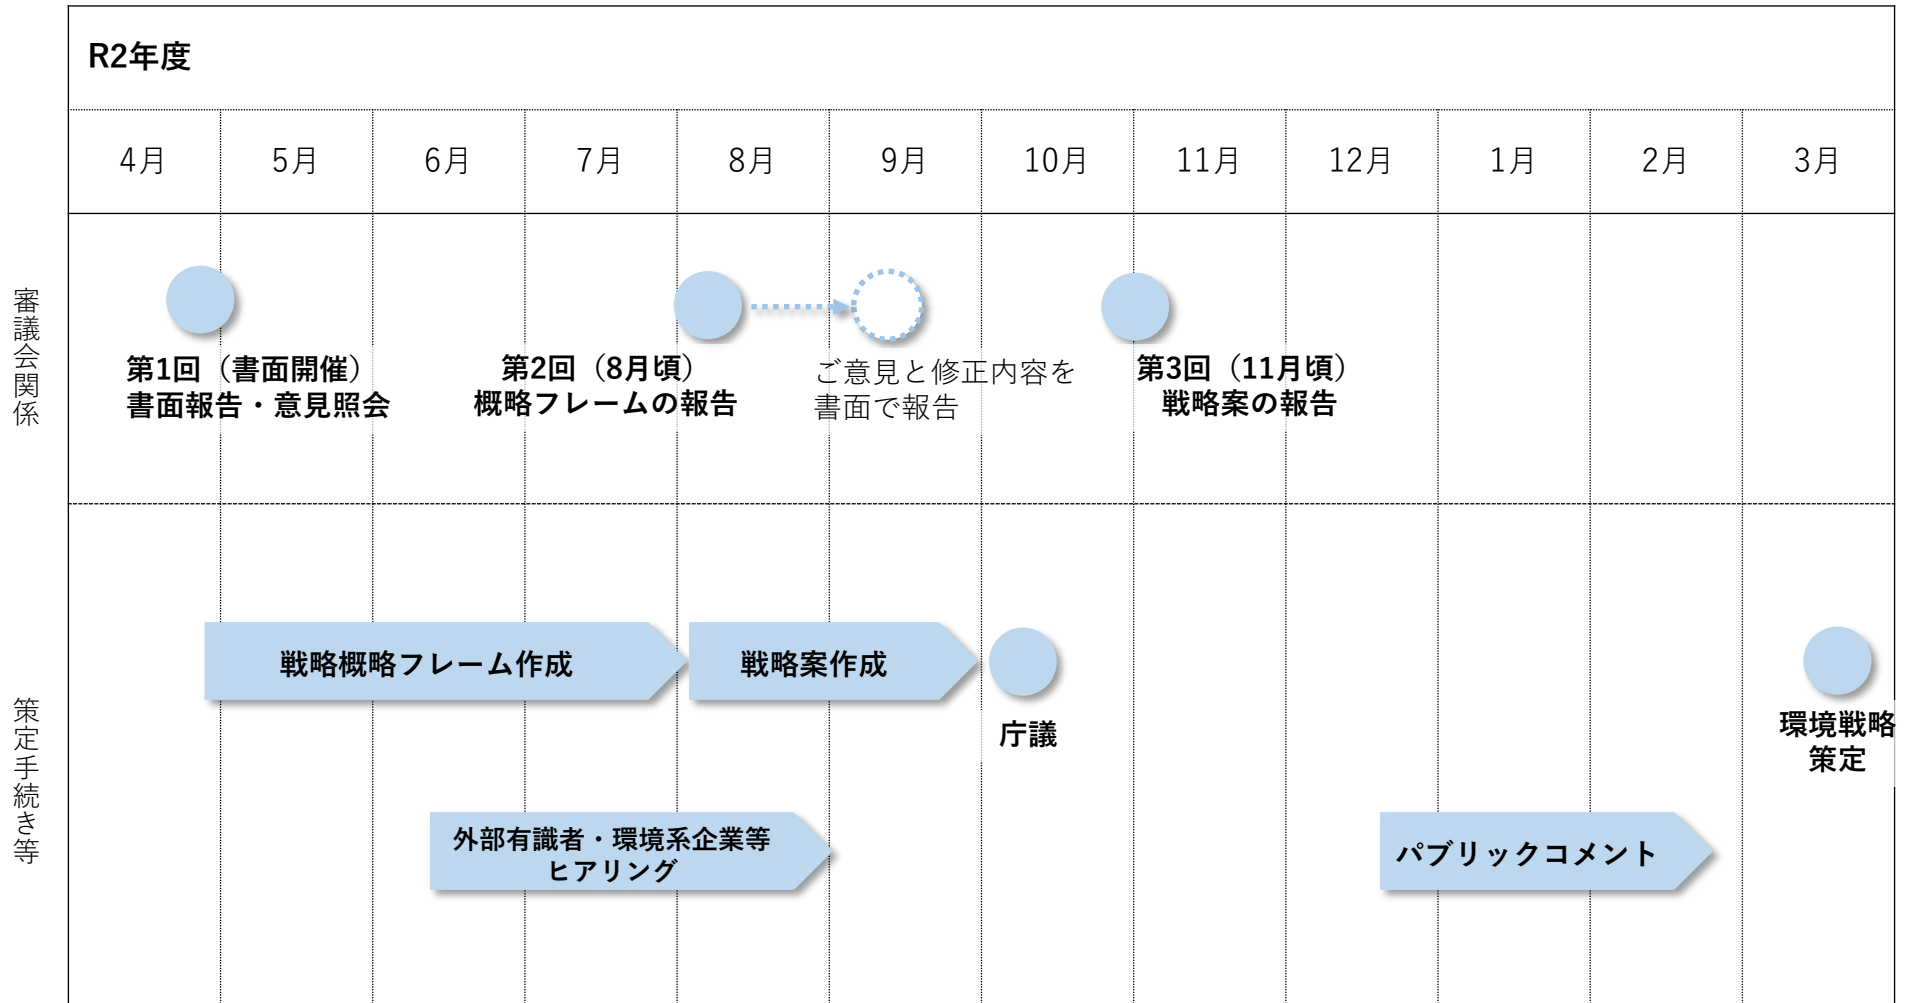 R2年度
4月
5月
6月
7月
8月
9月
10月
11月
12月
1月
2月
3月
審議会関係
第1回（書面開催）
書面報告・意見照会
第2回（8月頃）
概略フレームの報告
ご意見と修正内容を
書面で報告
第3回（11月頃）
戦略案の報告
策定手続き等
戦略概略フレーム作成
戦略案作成
庁議
環境戦略
策定
外部有識者・環境系企業等
ヒアリング
パブリックコメント